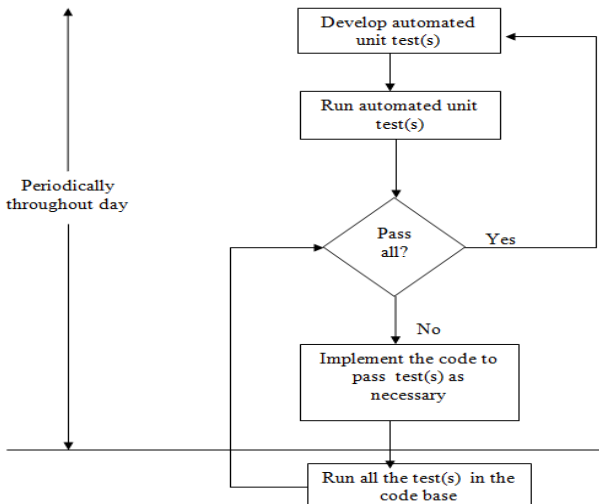 Develop automated
unit test(s)
Run automated unit
test(s)
Periodically
throughout day
Pass
all?
Yes
No
Implement the code to
pass test(s) as
necessary
Run all the test(s) in the
code base